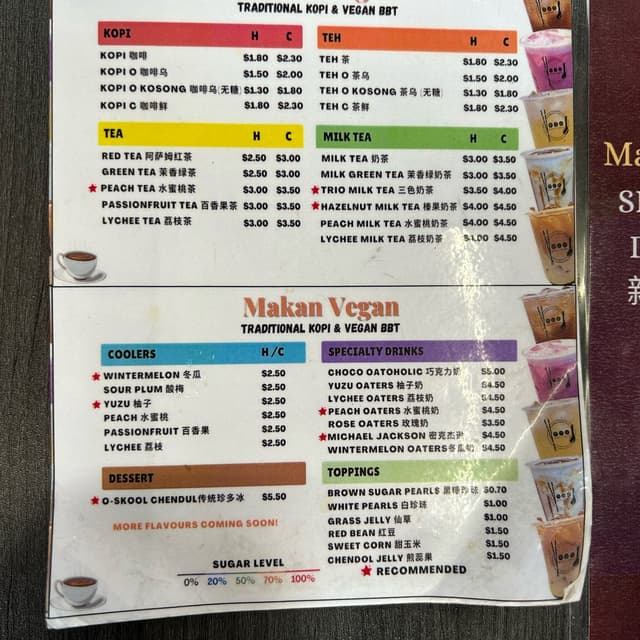 TRADITIONAL KOPI & VEGAN BBT
KOPI H C
KOPI 咖啡 $1.80 $2.30
KOPI O 咖啡乌 $1.50 $2.00
KOPI O KOSONG 咖啡乌(无糖) $1.30 $1.80
KOPI C 咖啡鲜 $1.80 $2.30
TEH H C
TEH 茶 $1.80 $2.30
TEH O 茶乌 $1.50 $2.00
TEH O KOSONG 茶乌(无糖) $1.30 $1.80
TEH C 茶鲜 $1.80 $2.30
TEA H C
RED TEA 阿萨姆红茶 $2.50 $3.00
GREEN TEA 茉香绿茶 $2.50 $3.00
PEACH TEA 水蜜桃茶 $3.00 $3.50
PASSIONFRUIT TEA 百香果茶 $3.00 $3.50
LYCHEE TEA 荔枝茶 $3.00 $3.50
MILK TEA H C
MILK TEA 奶茶 $3.00 $3.50
MILK GREEN TEA 茉香绿奶茶 $3.00 $3.50
TRIO MILK TEA 三色奶茶 $3.50 $4.00
HAZELNUT MILK TEA 榛果奶茶 $4.00 $4.50
PEACH MILK TEA 水蜜桃奶茶 $4.00 $4.50
LYCHEE MILK TEA 荔枝奶茶 $4.00 $4.50
Makan Vegan
TRADITIONAL KOPI & VEGAN BBT
COOLERS H/C
WINTERMELON 冬瓜 $2.50
SOUR PLUM 酸梅 $2.50
YUZU 柚子 $2.50
PEACH 水蜜桃 $2.50
PASSIONFRUIT 百香果 $2.50
LYCHEE 荔枝 $2.50
SPECIALTY DRINKS
CHOCO OATOHOLIC 巧克力奶 $5.00
YUZU OATERS 柚子奶 $4.50
LYCHEE OATERS 荔枝奶 $4.50
PEACH OATERS 水蜜桃奶 $4.50
ROSE OATERS 玫瑰奶 $3.50
MICHAEL JACKSON 密克杰逊 $4.50
WINTERMELON OATERS 冬瓜奶 $4.50
DESSERT
O-SKOOL CHENDUL 传统珍多冰 $5.50
MORE FLAVOURS COMING SOON!
TOPPINGS
BROWN SUGAR PEARLS 黑糖珍珠 $0.70
WHITE PEARLS 白珍珠 $1.00
GRASS JELLY 仙草 $1.00
RED BEAN 红豆 $1.50
SWEET CORN 甜玉米 $1.50
CHENDOL JELLY 煎蕊果 $1.50
SUGAR LEVEL
0% 20% 50% 70% 100%
RECOMMENDED